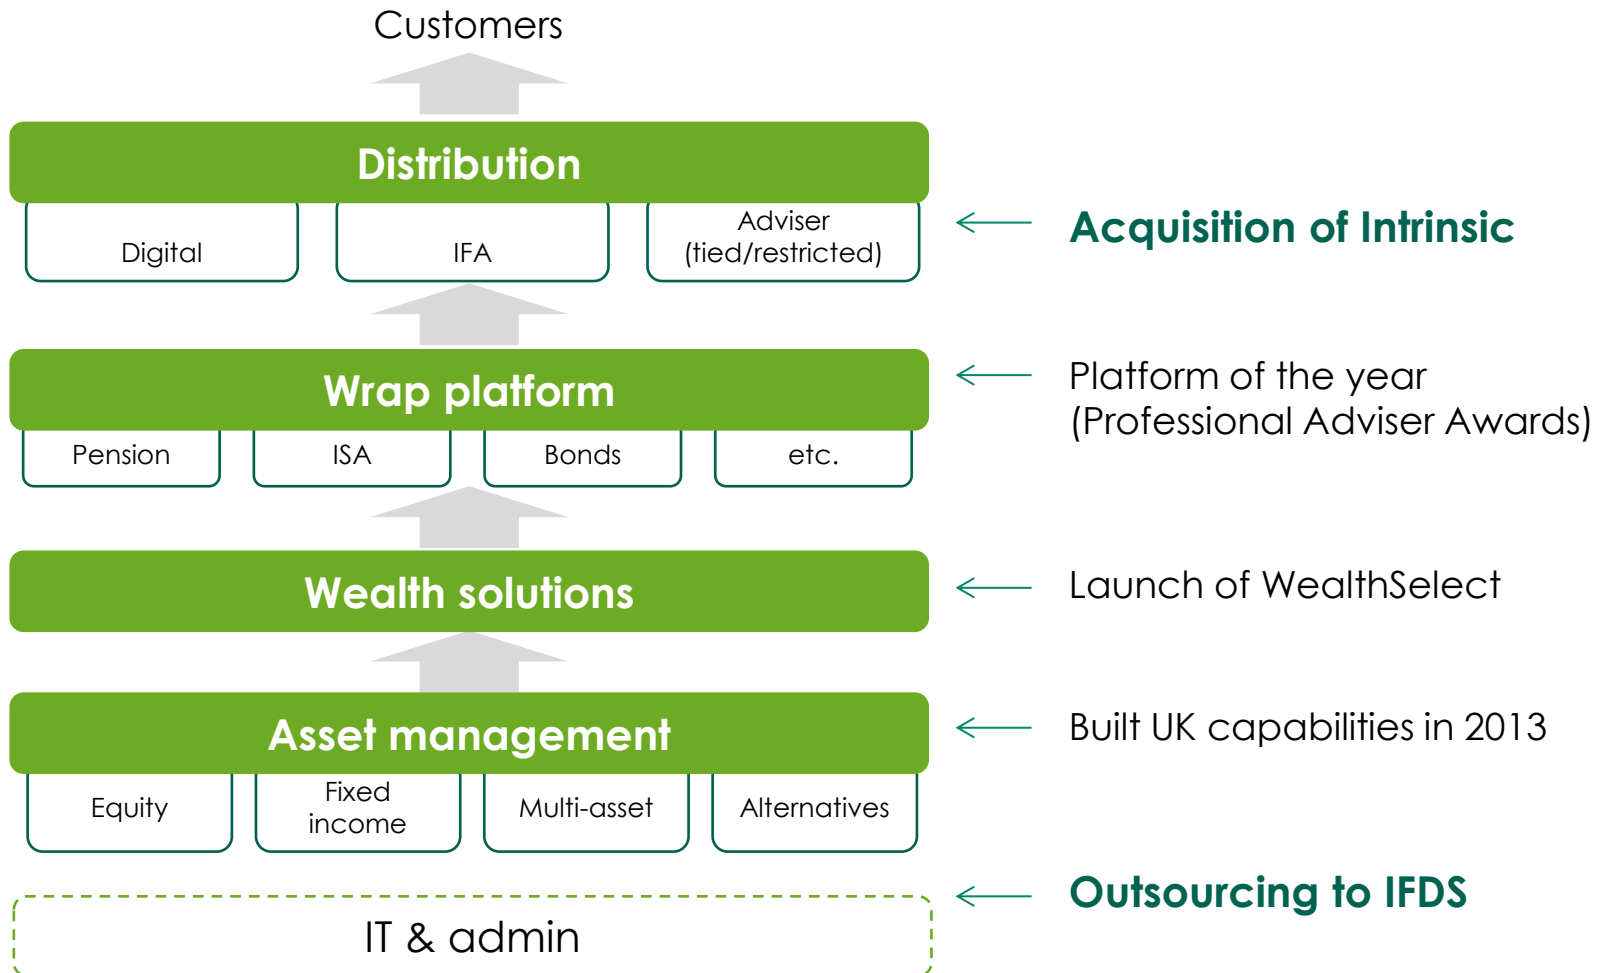 Customers
Distribution
Digital
IFA
Adviser
(tied/restricted)
Acquisition of Intrinsic
Wrap platform
Pension
ISA
Bonds
etc.
Platform of the year
(Professional Adviser Awards)
Wealth solutions
Launch of WealthSelect
Asset management
Equity
Fixed
income
Multi-asset
Alternatives
Built UK capabilities in 2013
IT & admin
Outsourcing to IFDS